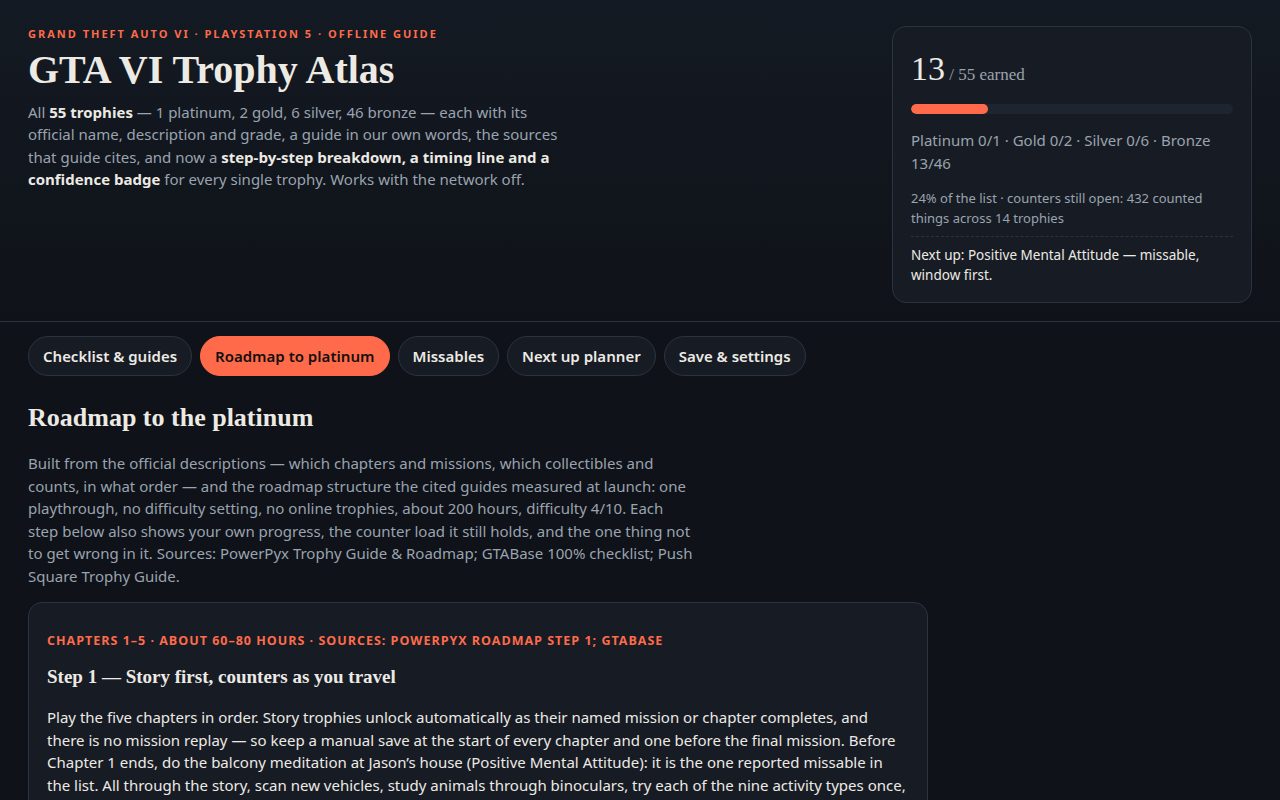 GRAND THEFT AUTO VI · PLAYSTATION 5 · OFFLINE GUIDE
GTA VI Trophy Atlas
All 55 trophies — 1 platinum, 2 gold, 6 silver, 46 bronze — each with its
official name, description and grade, a guide in our own words, the sources
that guide cites, and now a step-by-step breakdown, a timing line and a
confidence badge for every single trophy. Works with the network off.
13 / 55 earned
Platinum 0/1 · Gold 0/2 · Silver 0/6 · Bronze
13/46
24% of the list · counters still open: 432 counted
things across 14 trophies
Next up: Positive Mental Attitude — missable,
window first.
Checklist & guides
Roadmap to platinum
Missables
Next up planner
Save & settings
Roadmap to the platinum
Built from the official descriptions — which chapters and missions, which collectibles and
counts, in what order — and the roadmap structure the cited guides measured at launch: one
playthrough, no difficulty setting, no online trophies, about 200 hours, difficulty 4/10. Each
step below also shows your own progress, the counter load it still holds, and the one thing not
to get wrong in it. Sources: PowerPyx Trophy Guide & Roadmap; GTABase 100% checklist; Push
Square Trophy Guide.
CHAPTERS 1–5 · ABOUT 60–80 HOURS · SOURCES: POWERPYX ROADMAP STEP 1; GTABASE
Step 1 — Story first, counters as you travel
Play the five chapters in order. Story trophies unlock automatically as their named mission or chapter completes, and
there is no mission replay — so keep a manual save at the start of every chapter and one before the final mission. Before
Chapter 1 ends, do the balcony meditation at Jason’s house (Positive Mental Attitude): it is the one reported missable in
the list. All through the story, scan new vehicles, study animals through binoculars, try each of the nine activity types once,